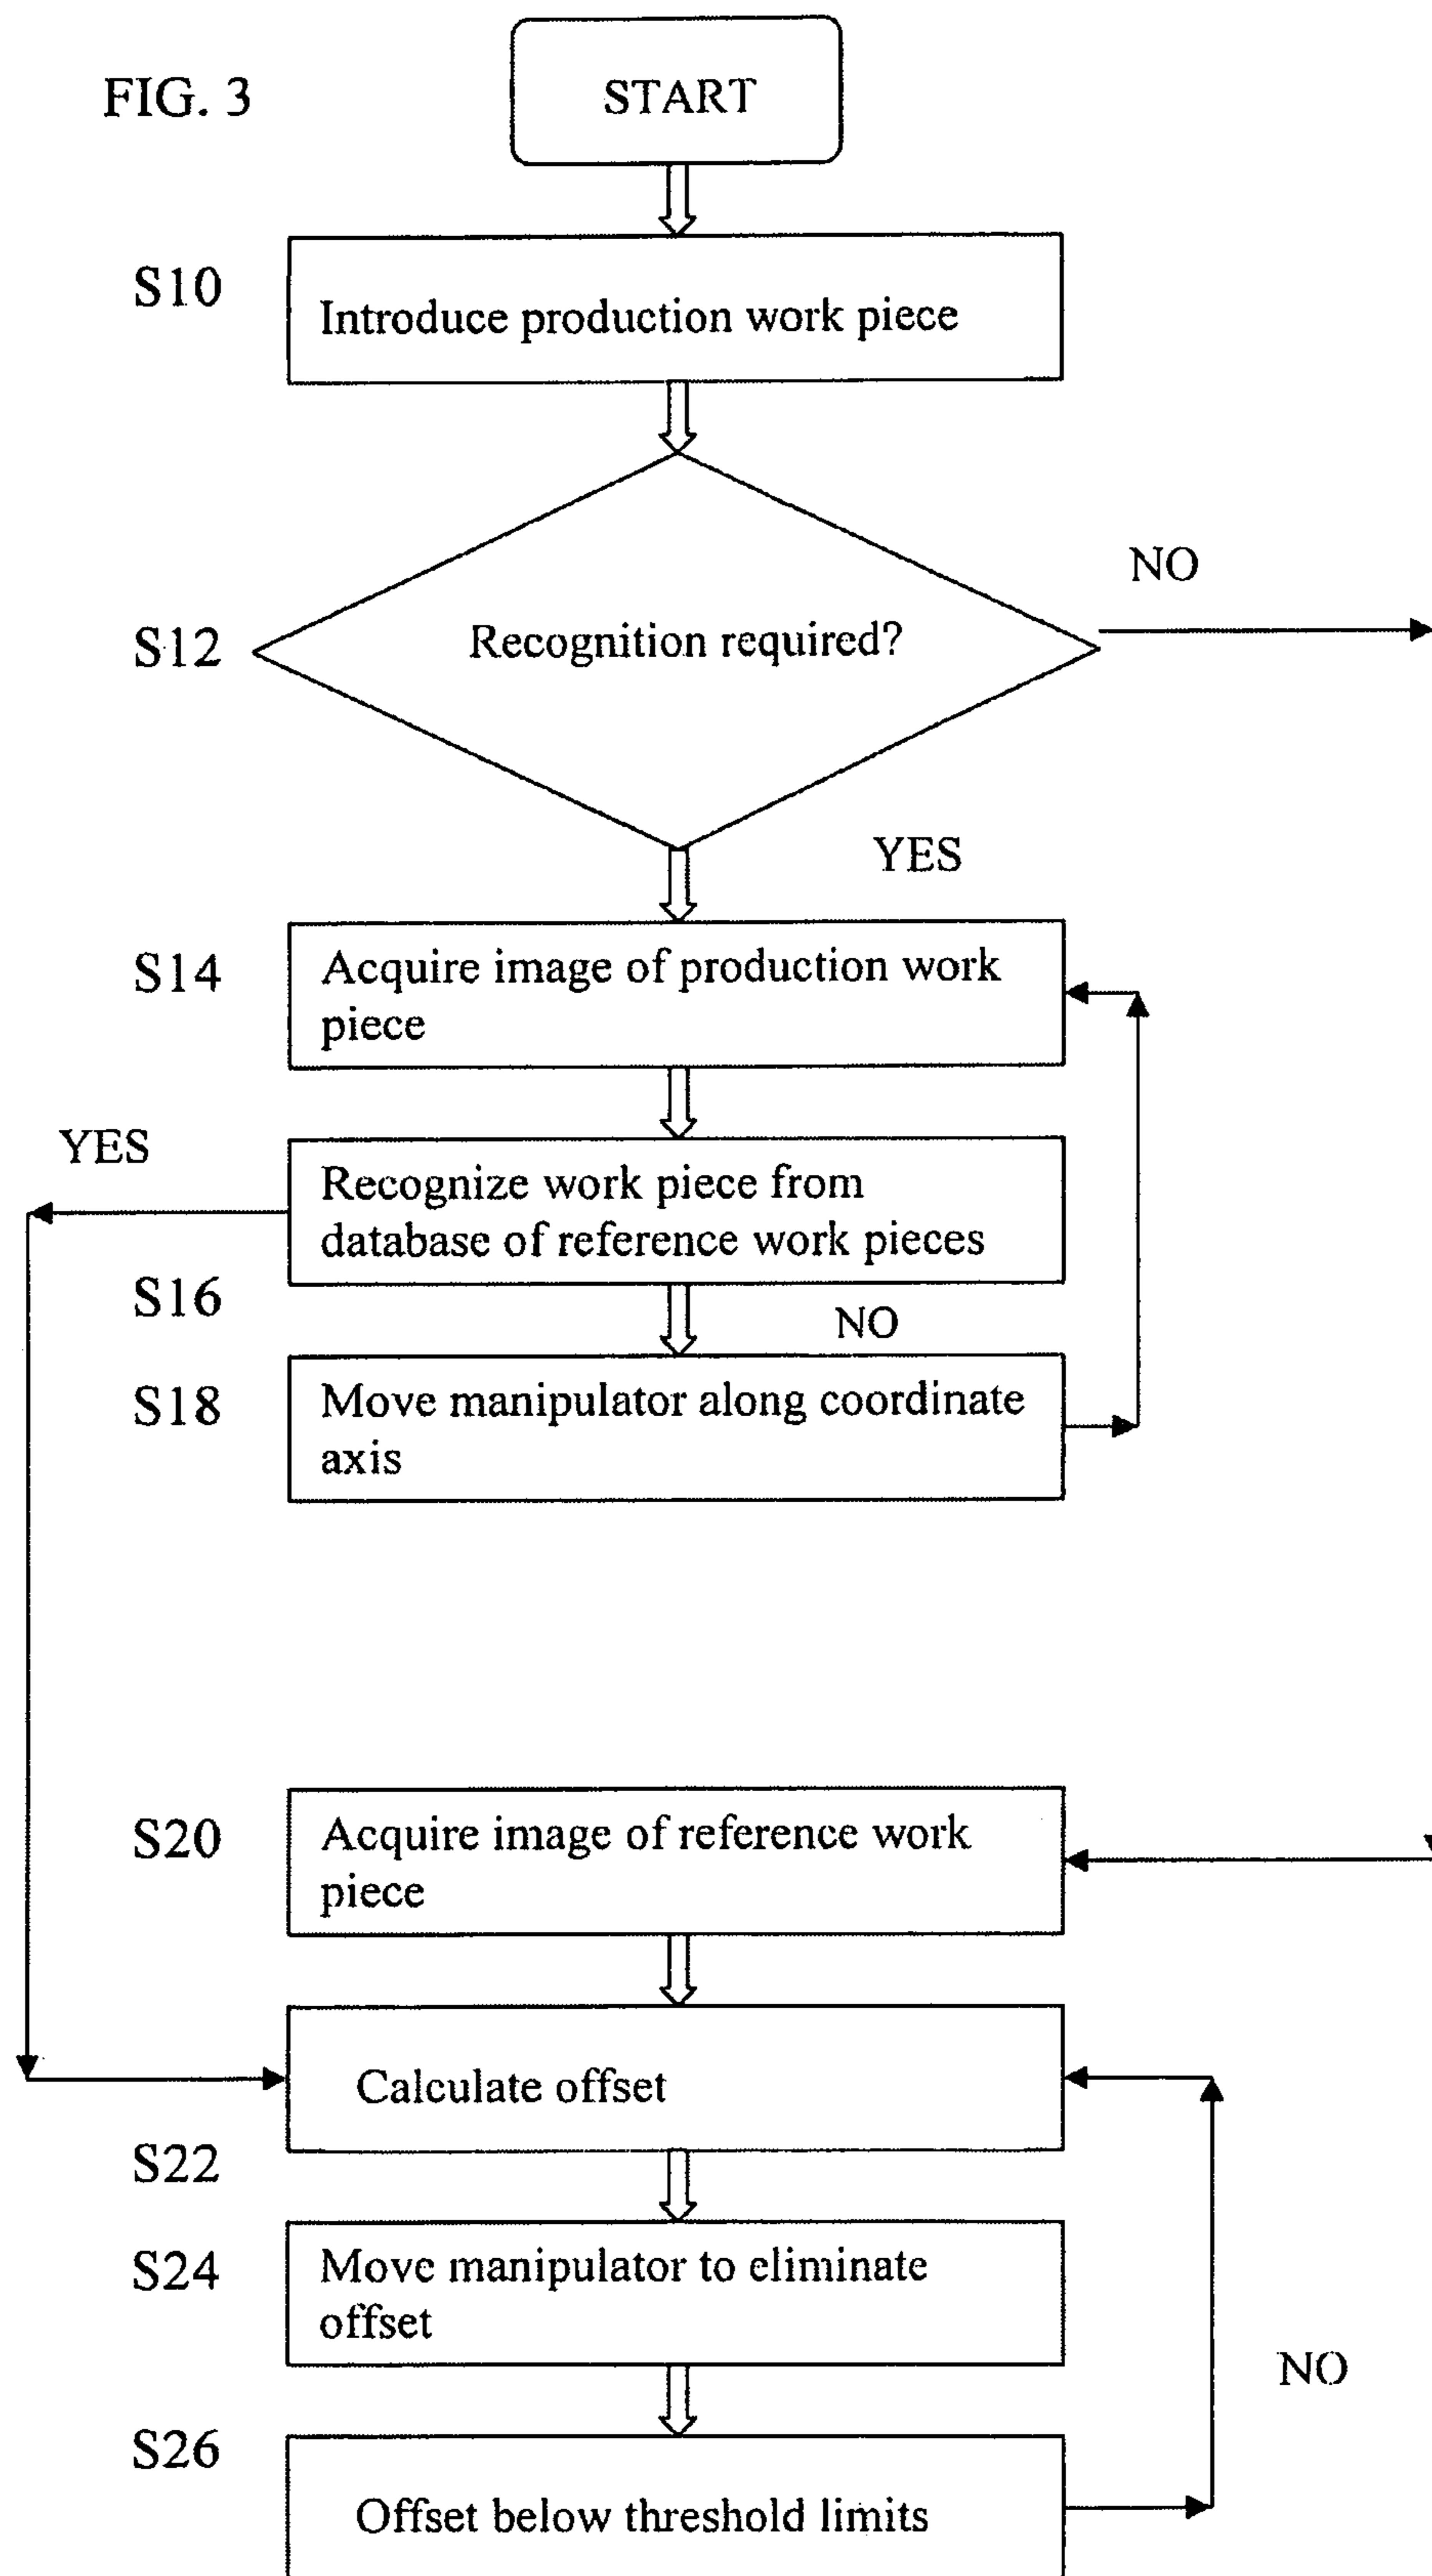 FIG. 3
START
S10
Introduce production work piece
NO
S12
Recognition required?
YES
S14
Acquire image of production work
piece
YES
Recognize work piece from
database of reference work pieces
S16
NO
S18
Move manipulator along coordinate
axis
S20
Acquire image of reference work
piece
Calculate offset
S22
S24
Move manipulator to eliminate
offset
NO
S26
Offset below threshold limits